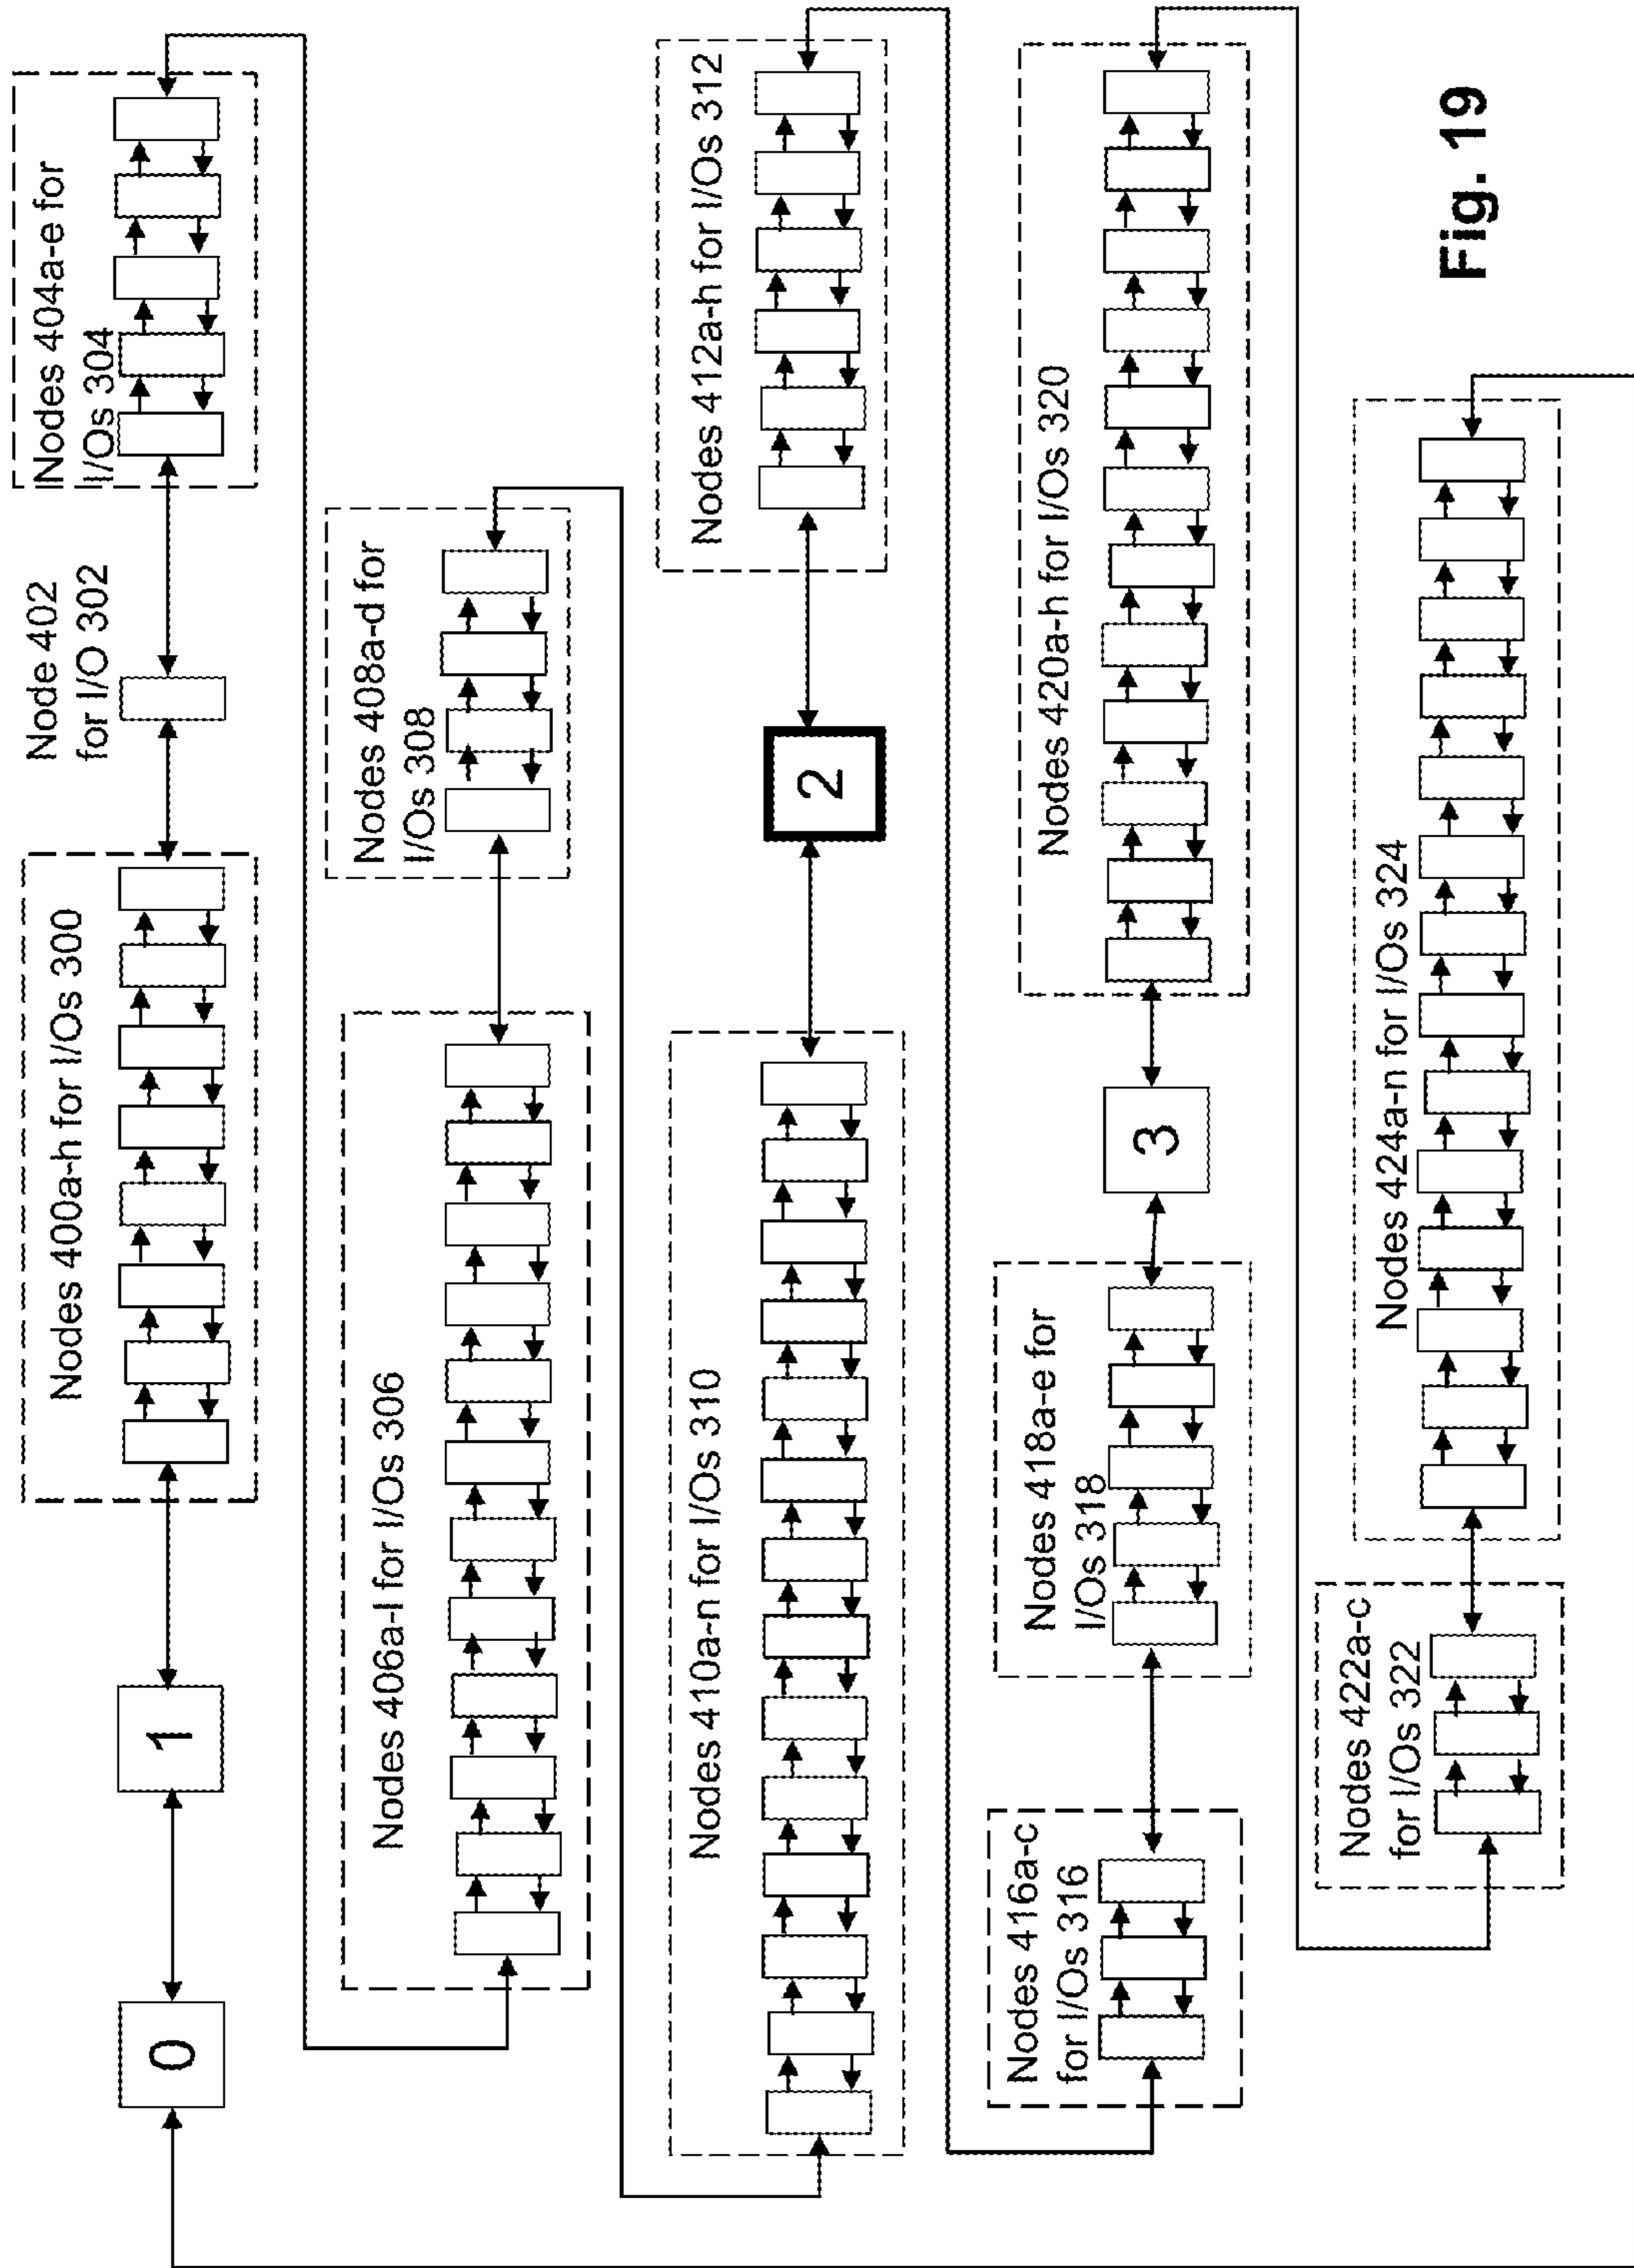 0
1
Nodes 400a-h for I/Os 300
Node 402
for I/O 302
Nodes 404a-e for
I/Os 304
Nodes 406a-l for I/Os 306
Nodes 408a-d for
I/Os 308
Nodes 410a-n for I/Os 310
2
Nodes 412a-h for I/Os 312
Nodes 416a-c
for I/Os 316
Nodes 418a-e for
I/Os 318
3
Nodes 420a-h for I/Os 320
Nodes 422a-c
for I/Os 322
Nodes 424a-n for I/Os 324
Fig. 19